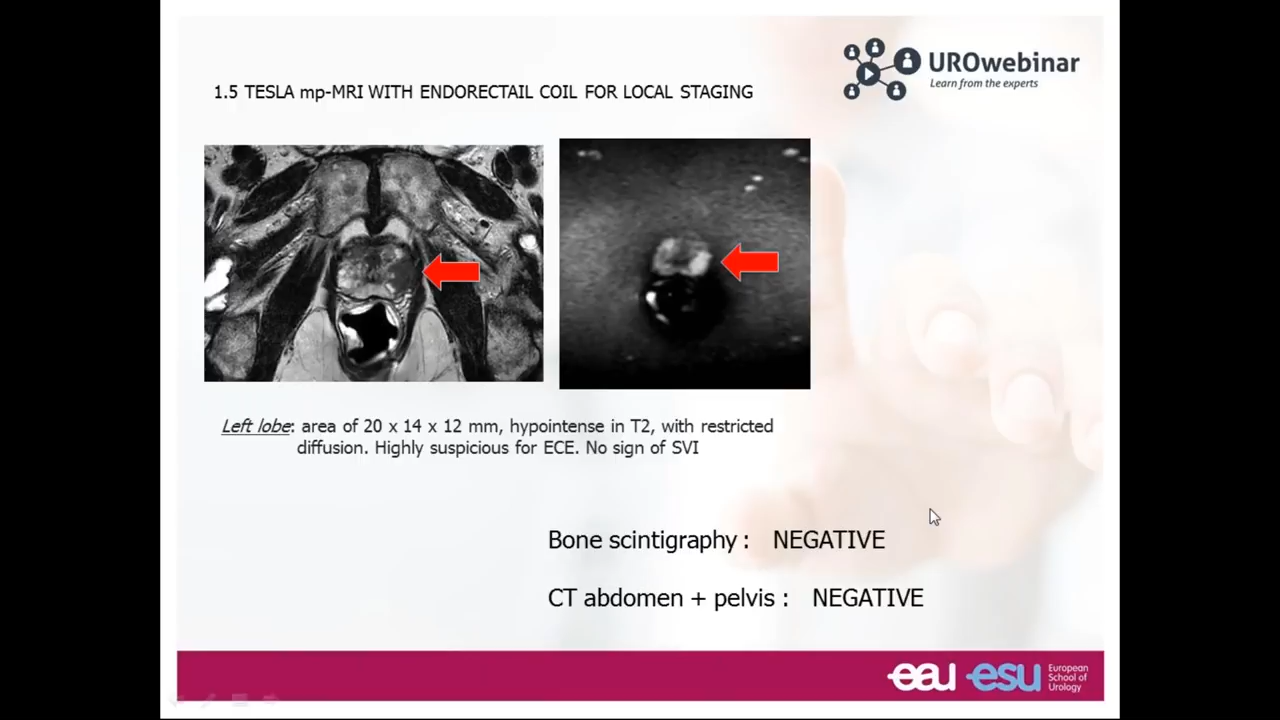 UROwebinar
Learn from the experts
1.5 TESLA mp-MRI WITH ENDORECTAIL COIL FOR LOCAL STAGING
Left lobe: area of 20 x 14 x 12 mm, hypointense in T2, with restricted
diffusion. Highly suspicious for ECE. No sign of SVI
Bone scintigraphy : NEGATIVE
CT abdomen + pelvis : NEGATIVE
eau esu
European
School of
Urology